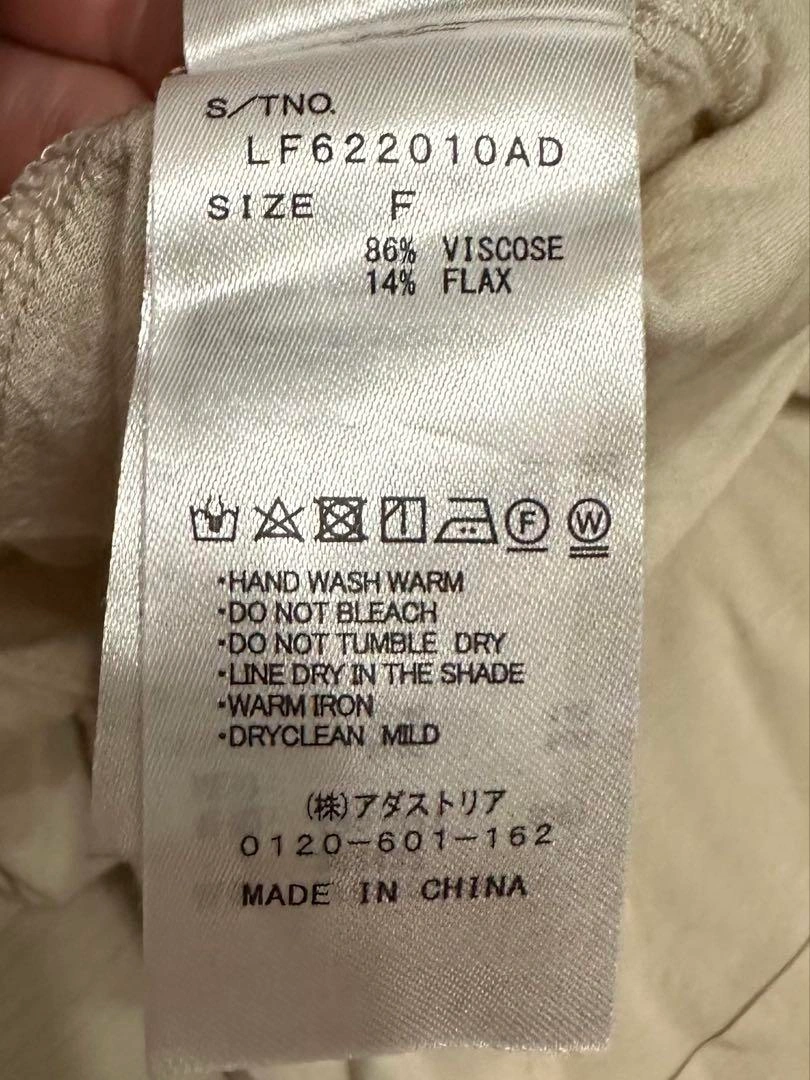 S/TNO.
LF622010AD
SIZE F
86% VISCOSE
14% FLAX
F W
・HAND WASH WARM
・DO NOT BLEACH
・DO NOT TUMBLE DRY
・LINE DRY IN THE SHADE
・WARM IRON
・DRYCLEAN MILD
(株)アダストリア
0120-601-162
MADE IN CHINA